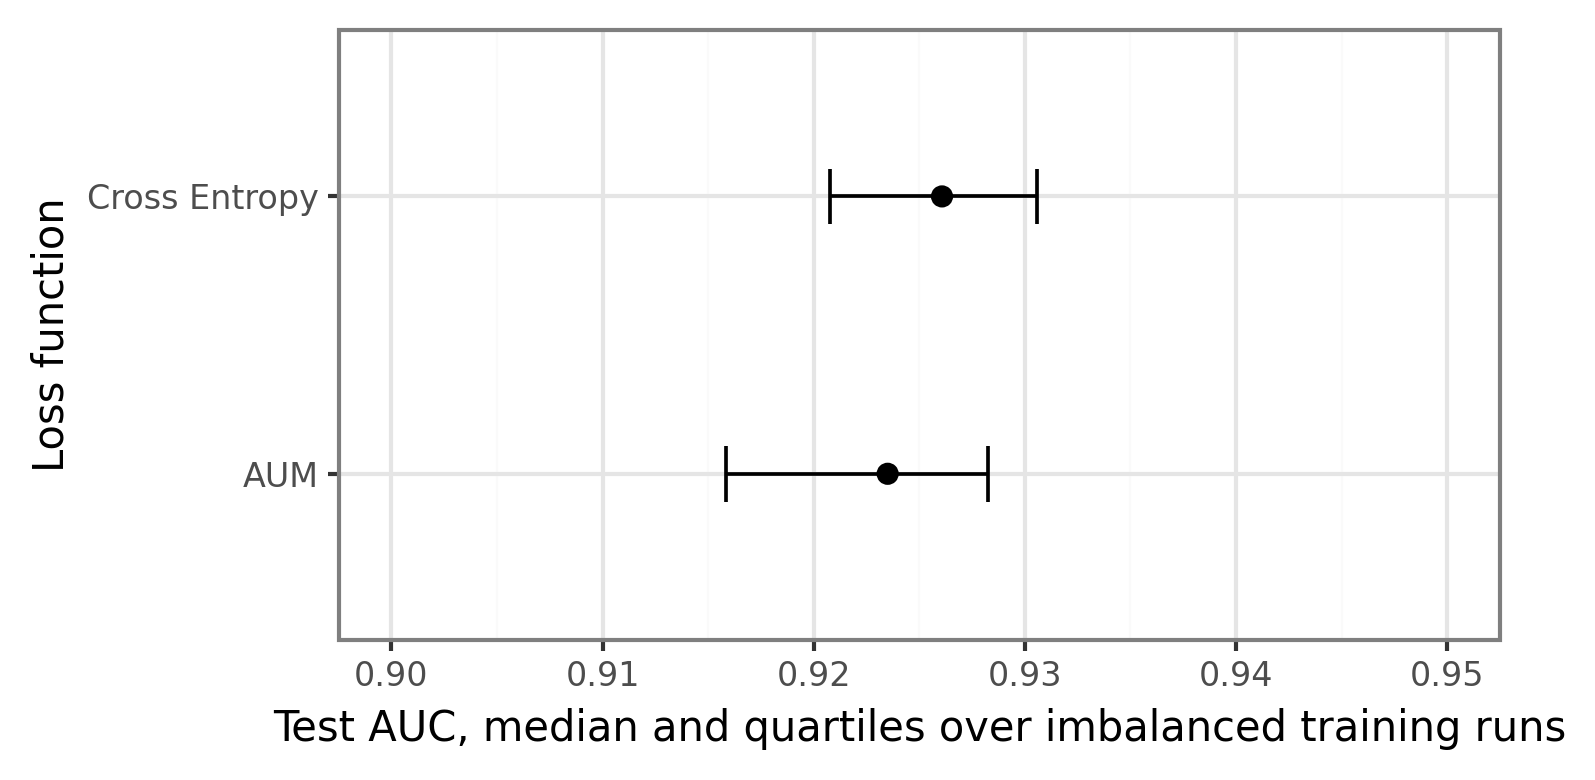 Loss function
Cross Entropy
AUM
0.90 0.91 0.92 0.93 0.94 0.95
Test AUC, median and quartiles over imbalanced training runs